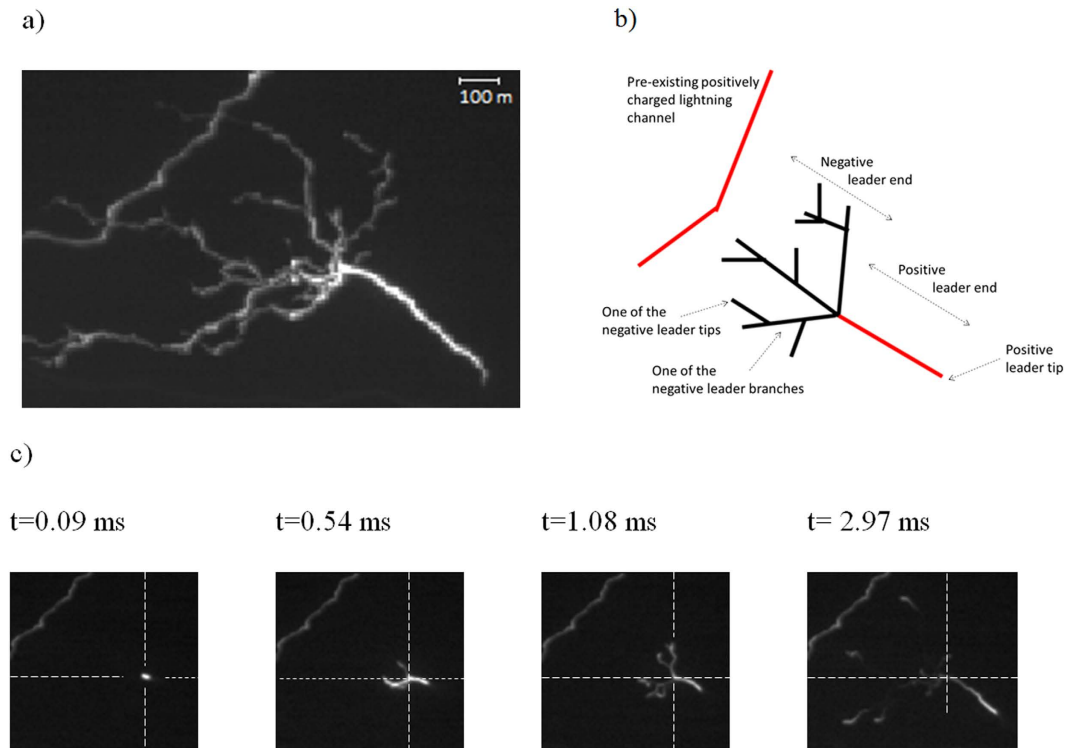 a)
b)
100 m
Pre-existing positively
charged lightning
channel
Negative
leader end
Positive
leader end
One of the
negative leader tips
One of the
negative leader branches
Positive
leader tip
c)
t=0.09 ms
t=0.54 ms
t=1.08 ms
t= 2.97 ms